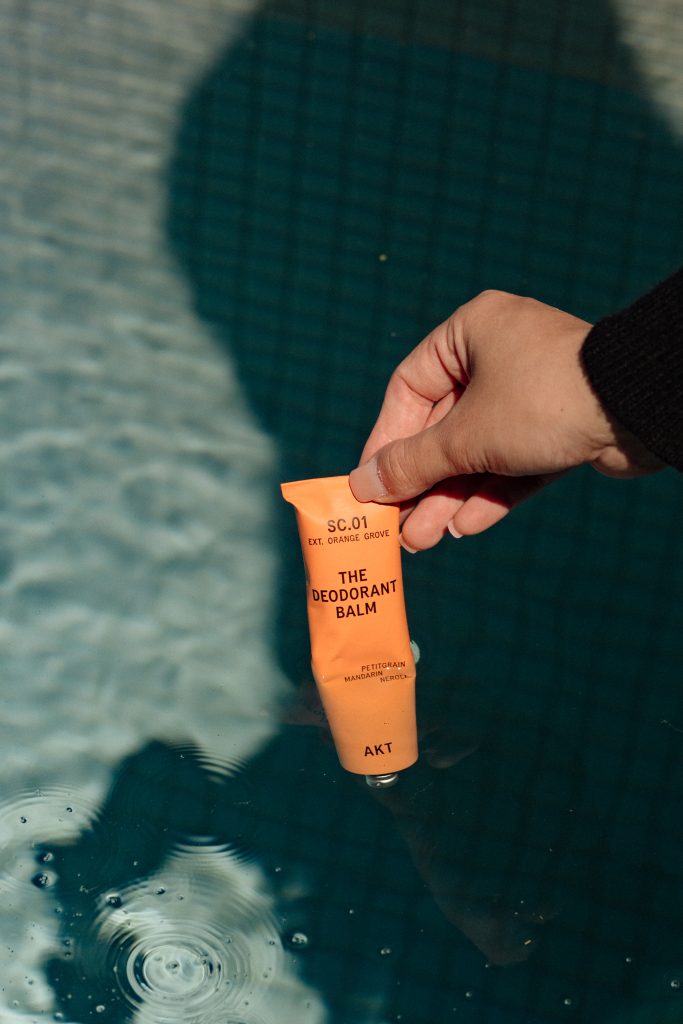 SC.01
EXT. ORANGE GROVE
THE
DEODORANT
BALM
PETITGRAIN
MANDARIN
NEROLI
AKT